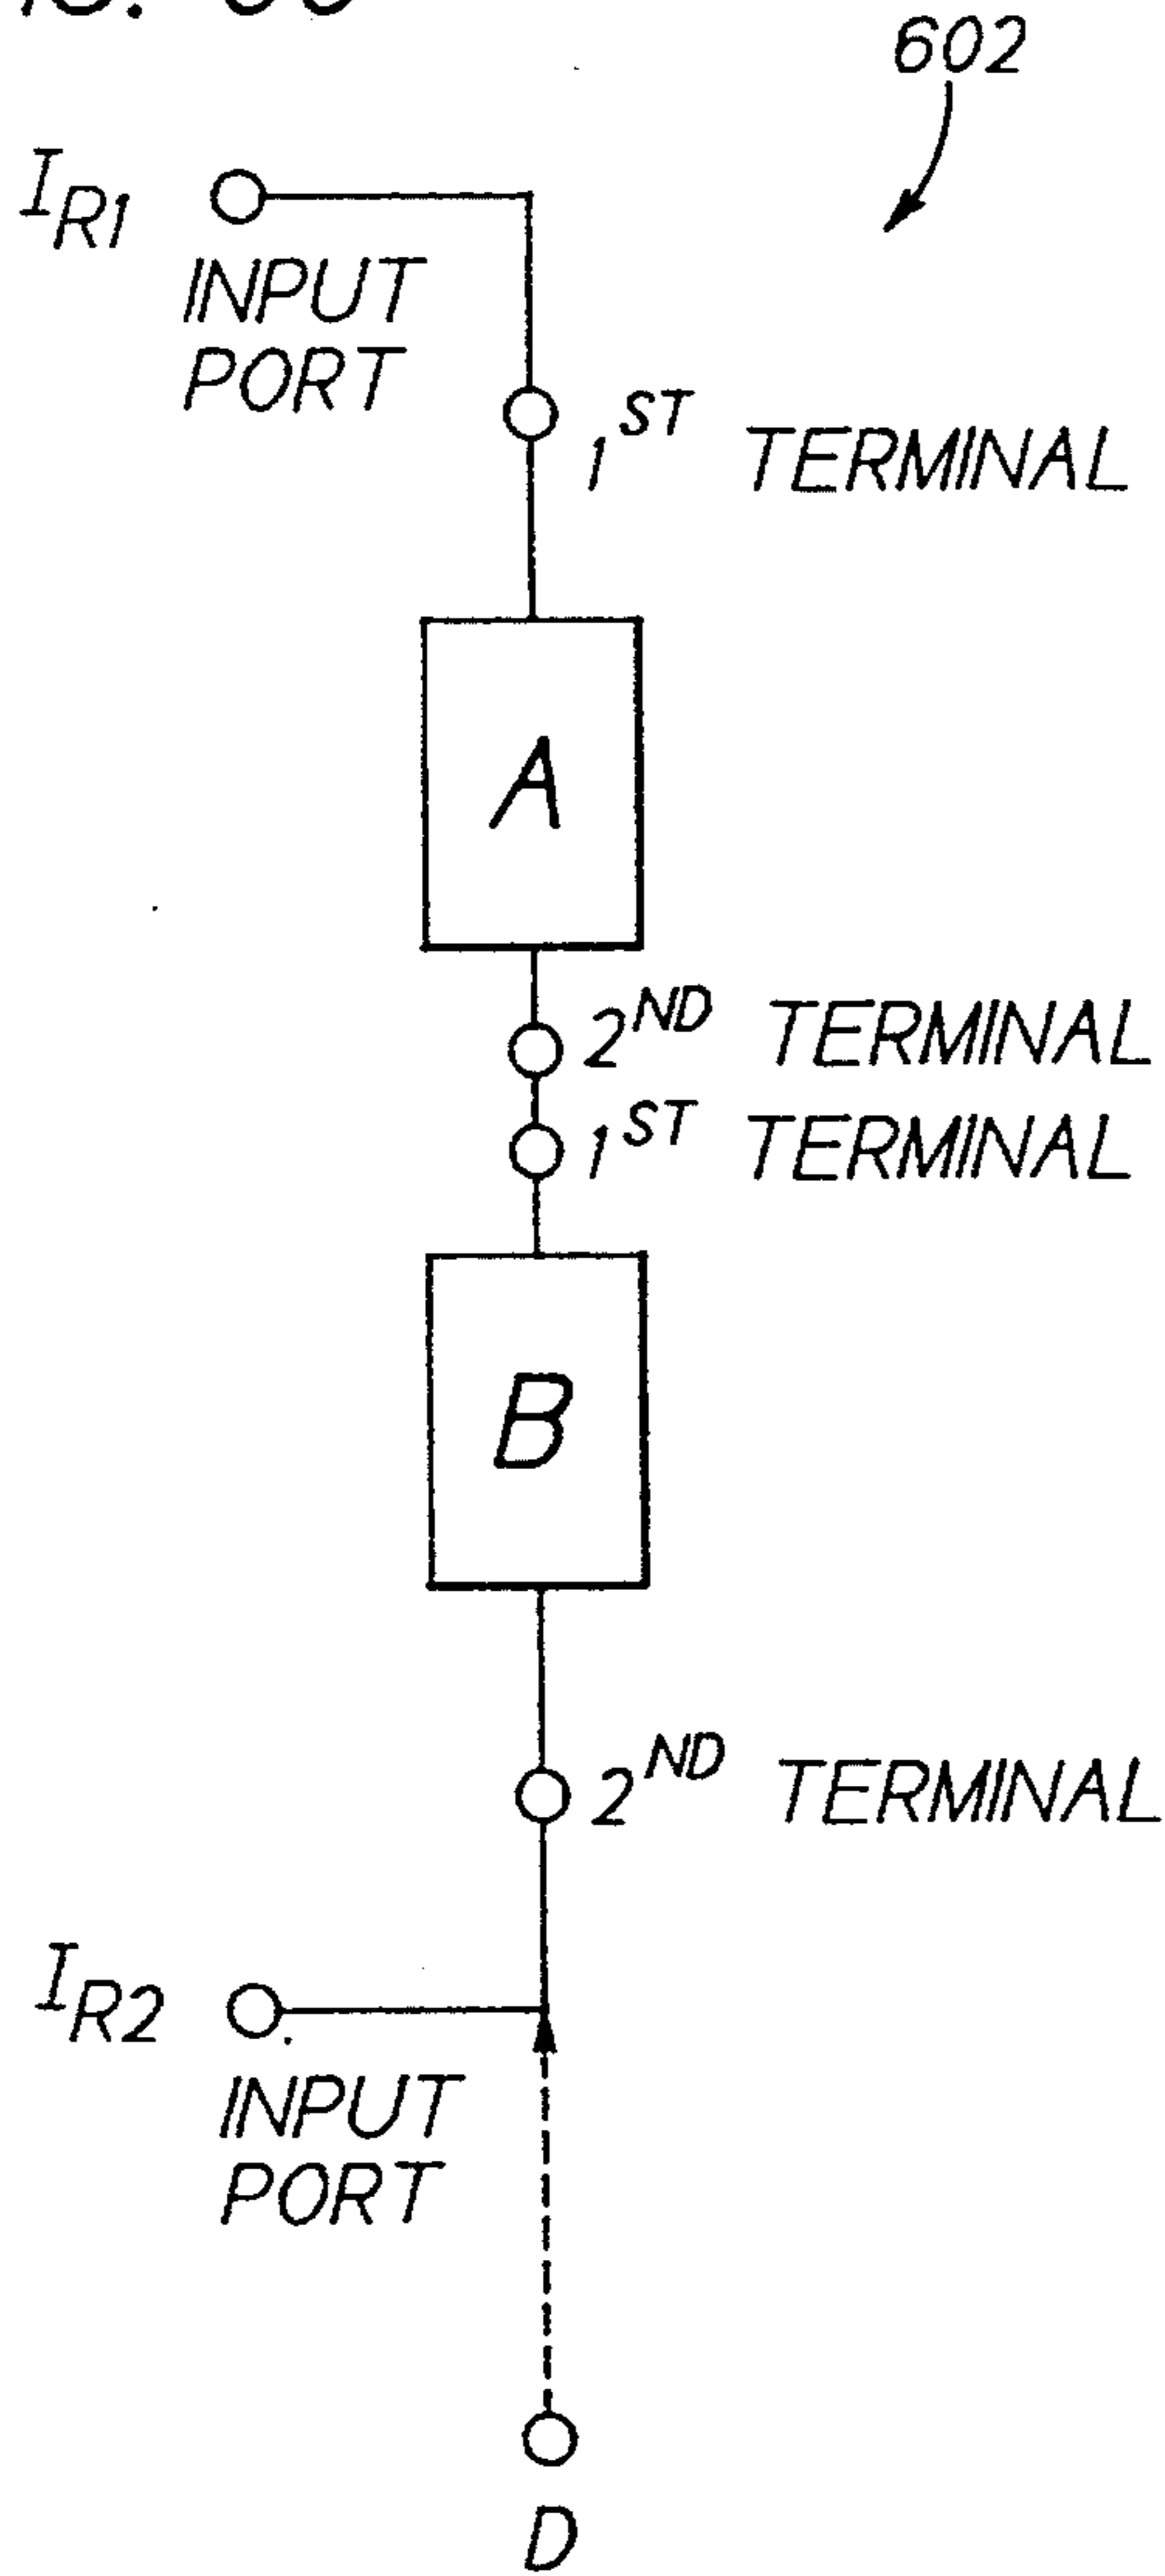 602
I_R1
INPUT
PORT
1^ST TERMINAL
A
2^ND TERMINAL
1^ST TERMINAL
B
2^ND TERMINAL
I_R2
INPUT
PORT
D